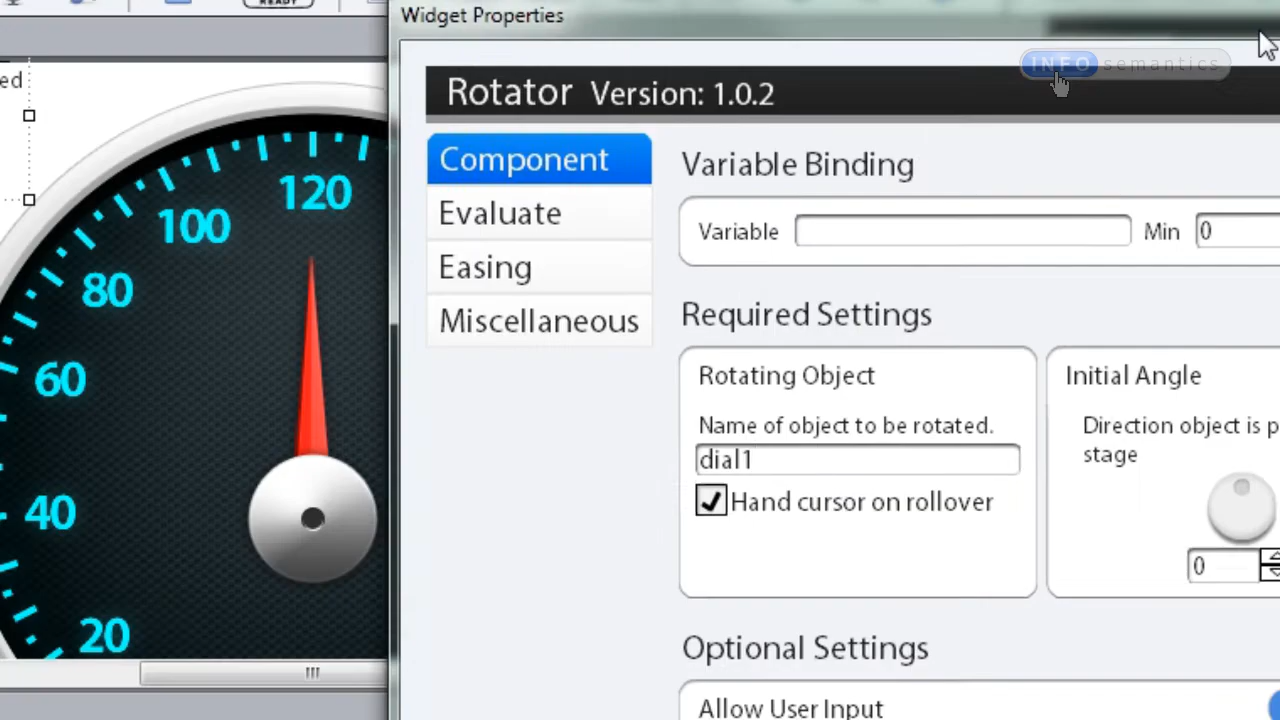 READY
Widget Properties
ed
INFOsemantics
Rotator Version: 1.0.2
Component
Evaluate
Easing
Miscellaneous
Variable Binding
Variable
Min 0
Required Settings
Rotating Object
Name of object to be rotated.
dial1
Hand cursor on rollover
Initial Angle
Direction object is p
stage
0
Optional Settings
Allow User Input
120
100
80
60
40
20